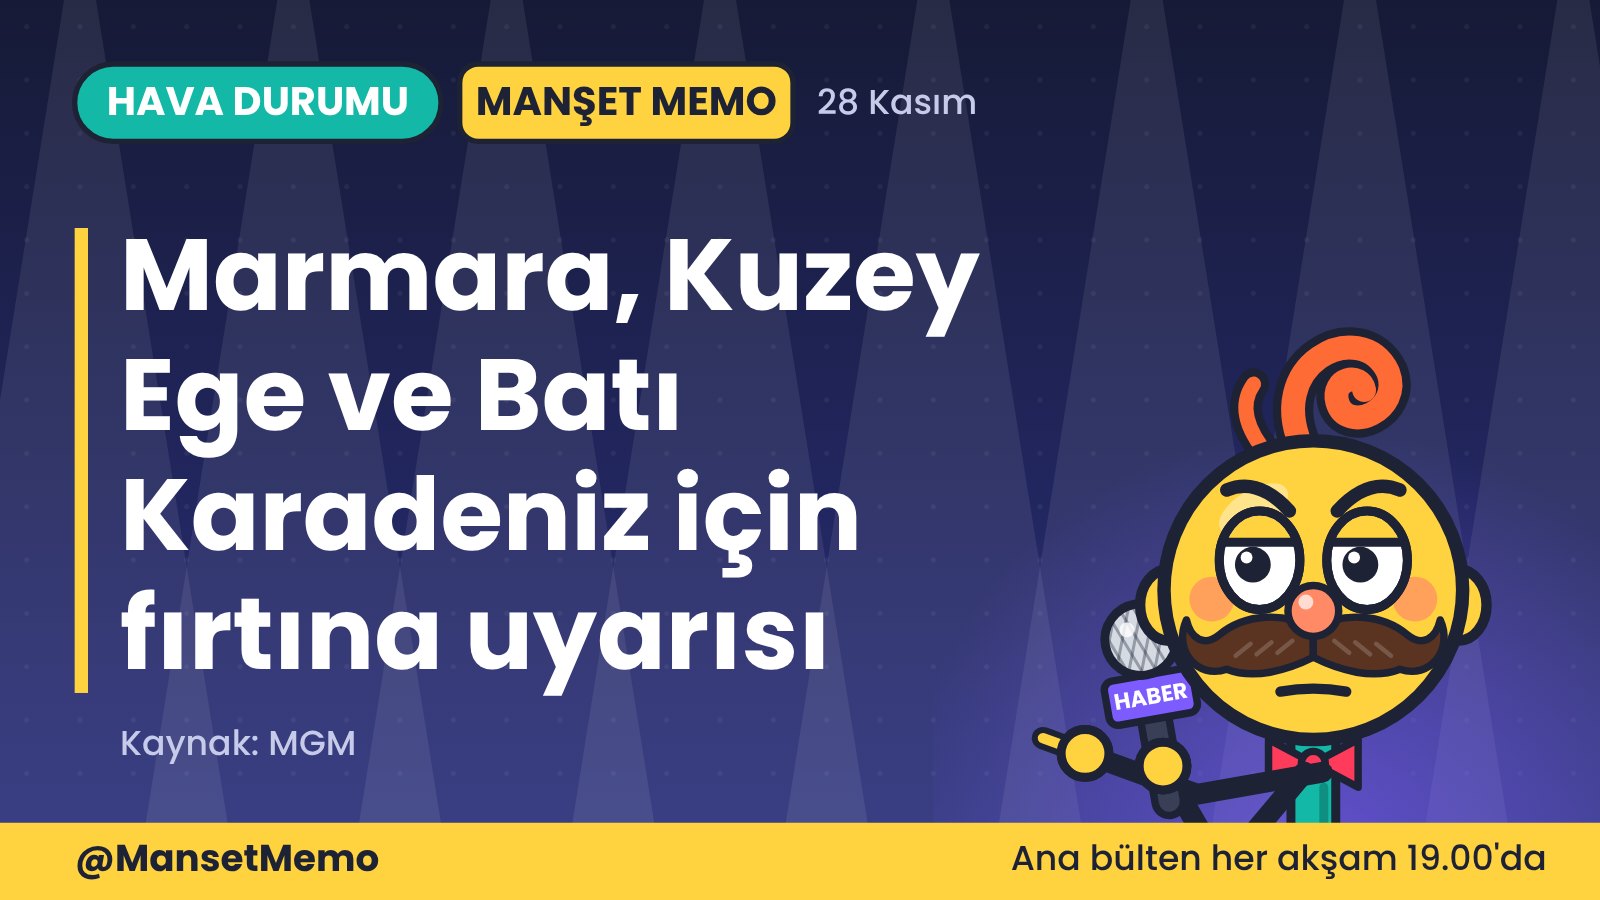 HAVA DURUMU
MANŞET MEMO
28 Kasım
Marmara, Kuzey
Ege ve Batı
Karadeniz için
fırtına uyarısı
Kaynak: MGM
HABER
@MansetMemo
Ana bülten her akşam 19.00'da